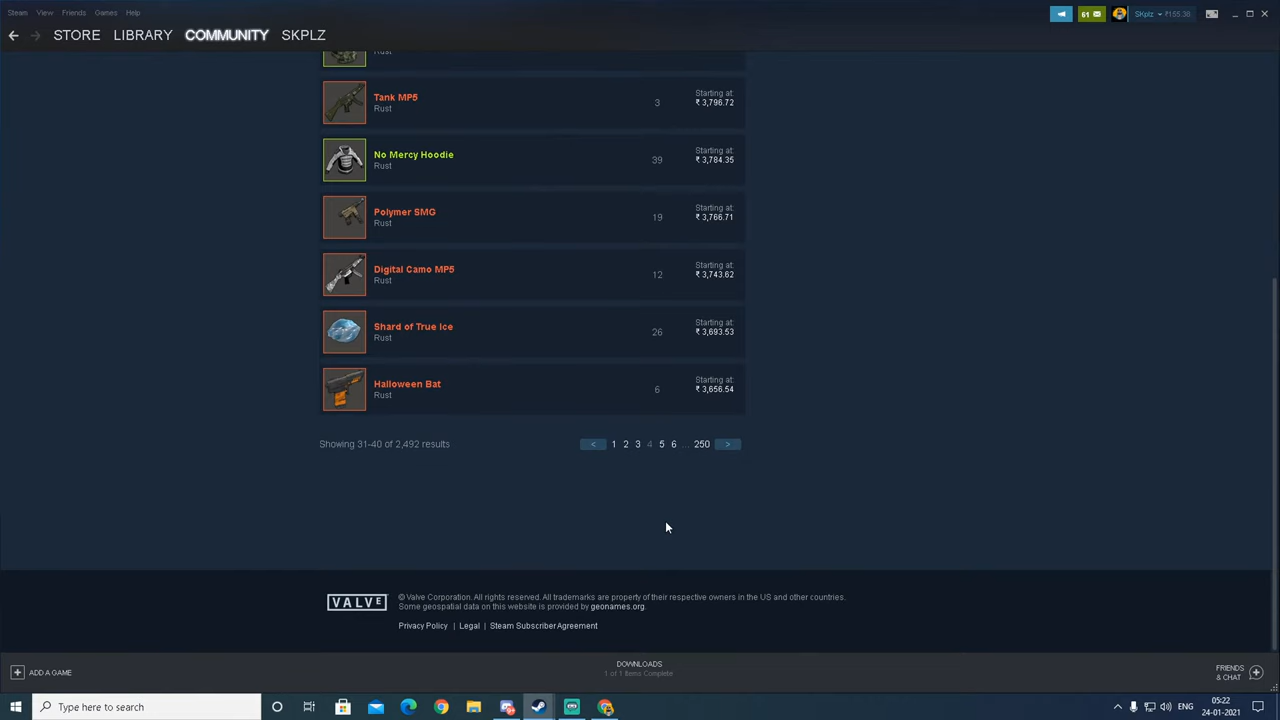 Steam View Friends Games Help
61 SKplz ₹155.38
STORE LIBRARY COMMUNITY SKPLZ
Rust
Tank MP5
Rust
3
Starting at:
₹ 3,796.72
No Mercy Hoodie
Rust
39
Starting at:
₹ 3,784.35
Polymer SMG
Rust
19
Starting at:
₹ 3,766.71
Digital Camo MP5
Rust
12
Starting at:
₹ 3,743.62
Shard of True Ice
Rust
26
Starting at:
₹ 3,693.53
Halloween Bat
Rust
6
Starting at:
₹ 3,656.54
Showing 31-40 of 2,492 results
< 1 2 3 4 5 6 ... 250 >
VALVE
© Valve Corporation. All rights reserved. All trademarks are property of their respective owners in the US and other countries.
Some geospatial data on this website is provided by geonames.org.
Privacy Policy | Legal | Steam Subscriber Agreement
+ ADD A GAME
DOWNLOADS
1 of 1 Items Complete
FRIENDS
& CHAT +
Type here to search
ENG
05:22
24-01-2021